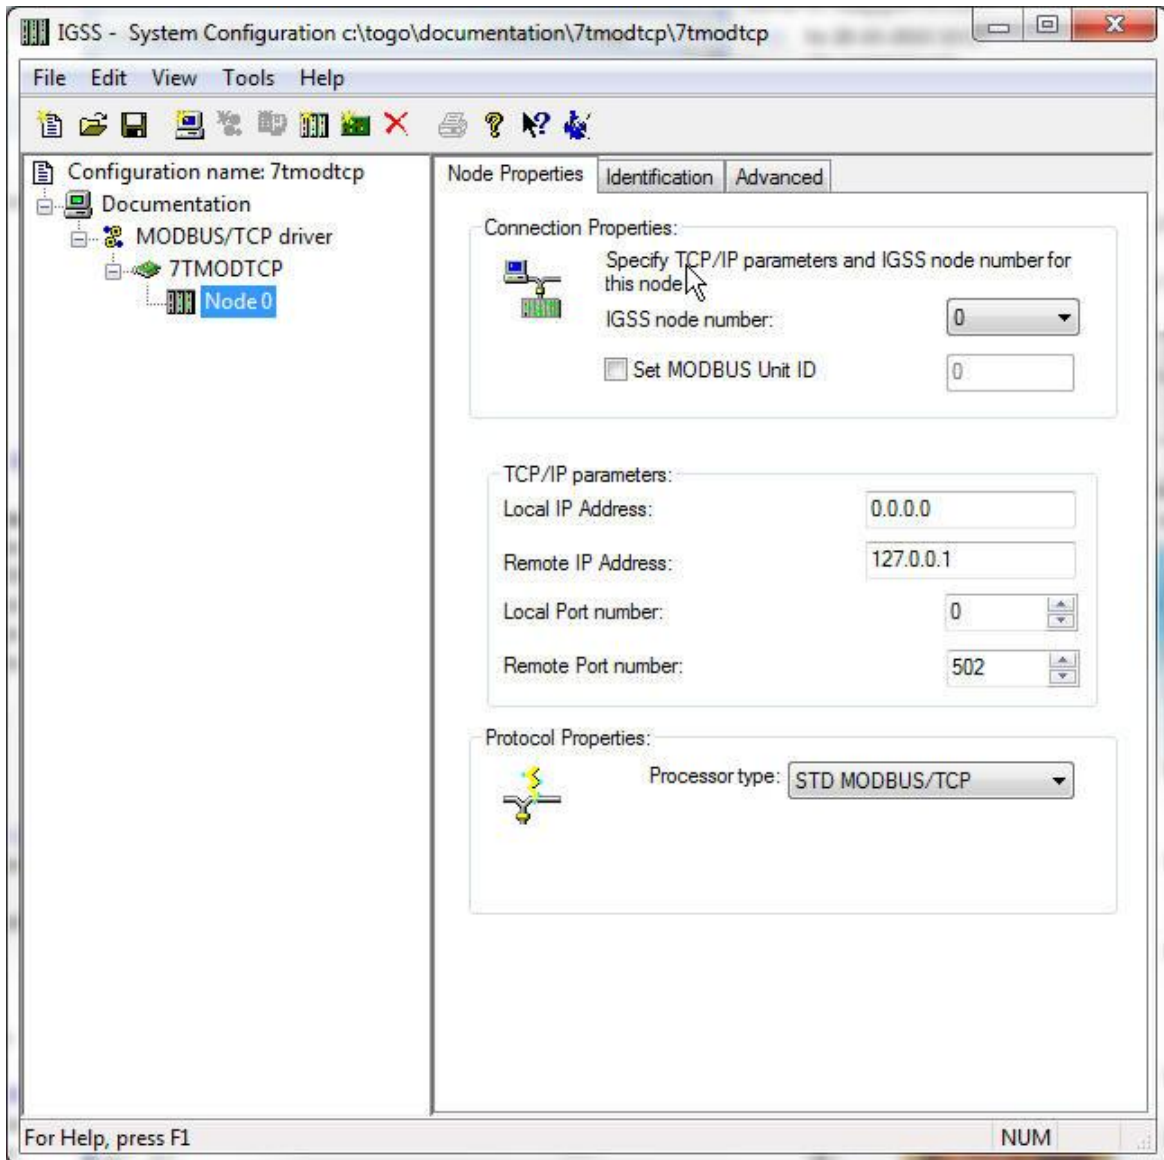 IGSS - System Configuration c:\togo\documentation\7tmodtcp\7tmodtcp
File Edit View Tools Help
Configuration name: 7tmodtcp
Documentation
MODBUS/TCP driver
7TMODTCP
Node 0
Node Properties Identification Advanced
Connection Properties:
Specify TCP/IP parameters and IGSS node number for
this node
IGSS node number: 0
Set MODBUS Unit ID 0
TCP/IP parameters:
Local IP Address: 0.0.0.0
Remote IP Address: 127.0.0.1
Local Port number: 0
Remote Port number: 502
Protocol Properties:
Processor type: STD MODBUS/TCP
For Help, press F1 NUM